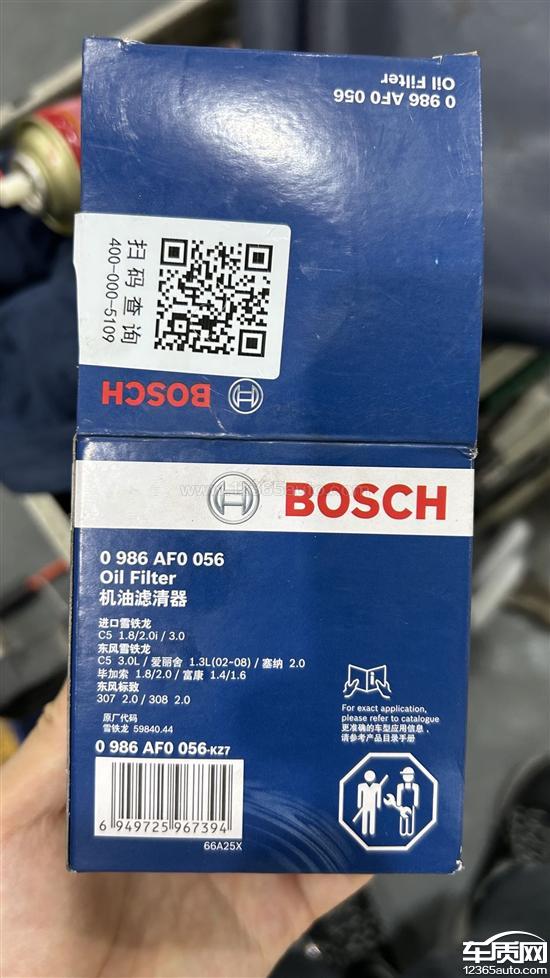 0 986 AF0 056
Oil Filter
扫码查询
400-000-5109
BOSCH
BOSCH
0 986 AF0 056
Oil Filter
机油滤清器
进口雪铁龙
C5 1.8/2.0i / 3.0
东风雪铁龙
C5 3.0L / 爱丽舍 1.3L(02-08) / 塞纳 2.0
毕加索 1.8/2.0 / 富康 1.4/1.6
东风标致
307 2.0 / 308 2.0
原厂代码
雪铁龙 59840.44
0 986 AF0 056-KZ7
6 949725 967394
66A25X
For exact application,
please refer to catalogue
更准确的车型应用信息,
请参考产品目录手册
车质网
12365auto.com